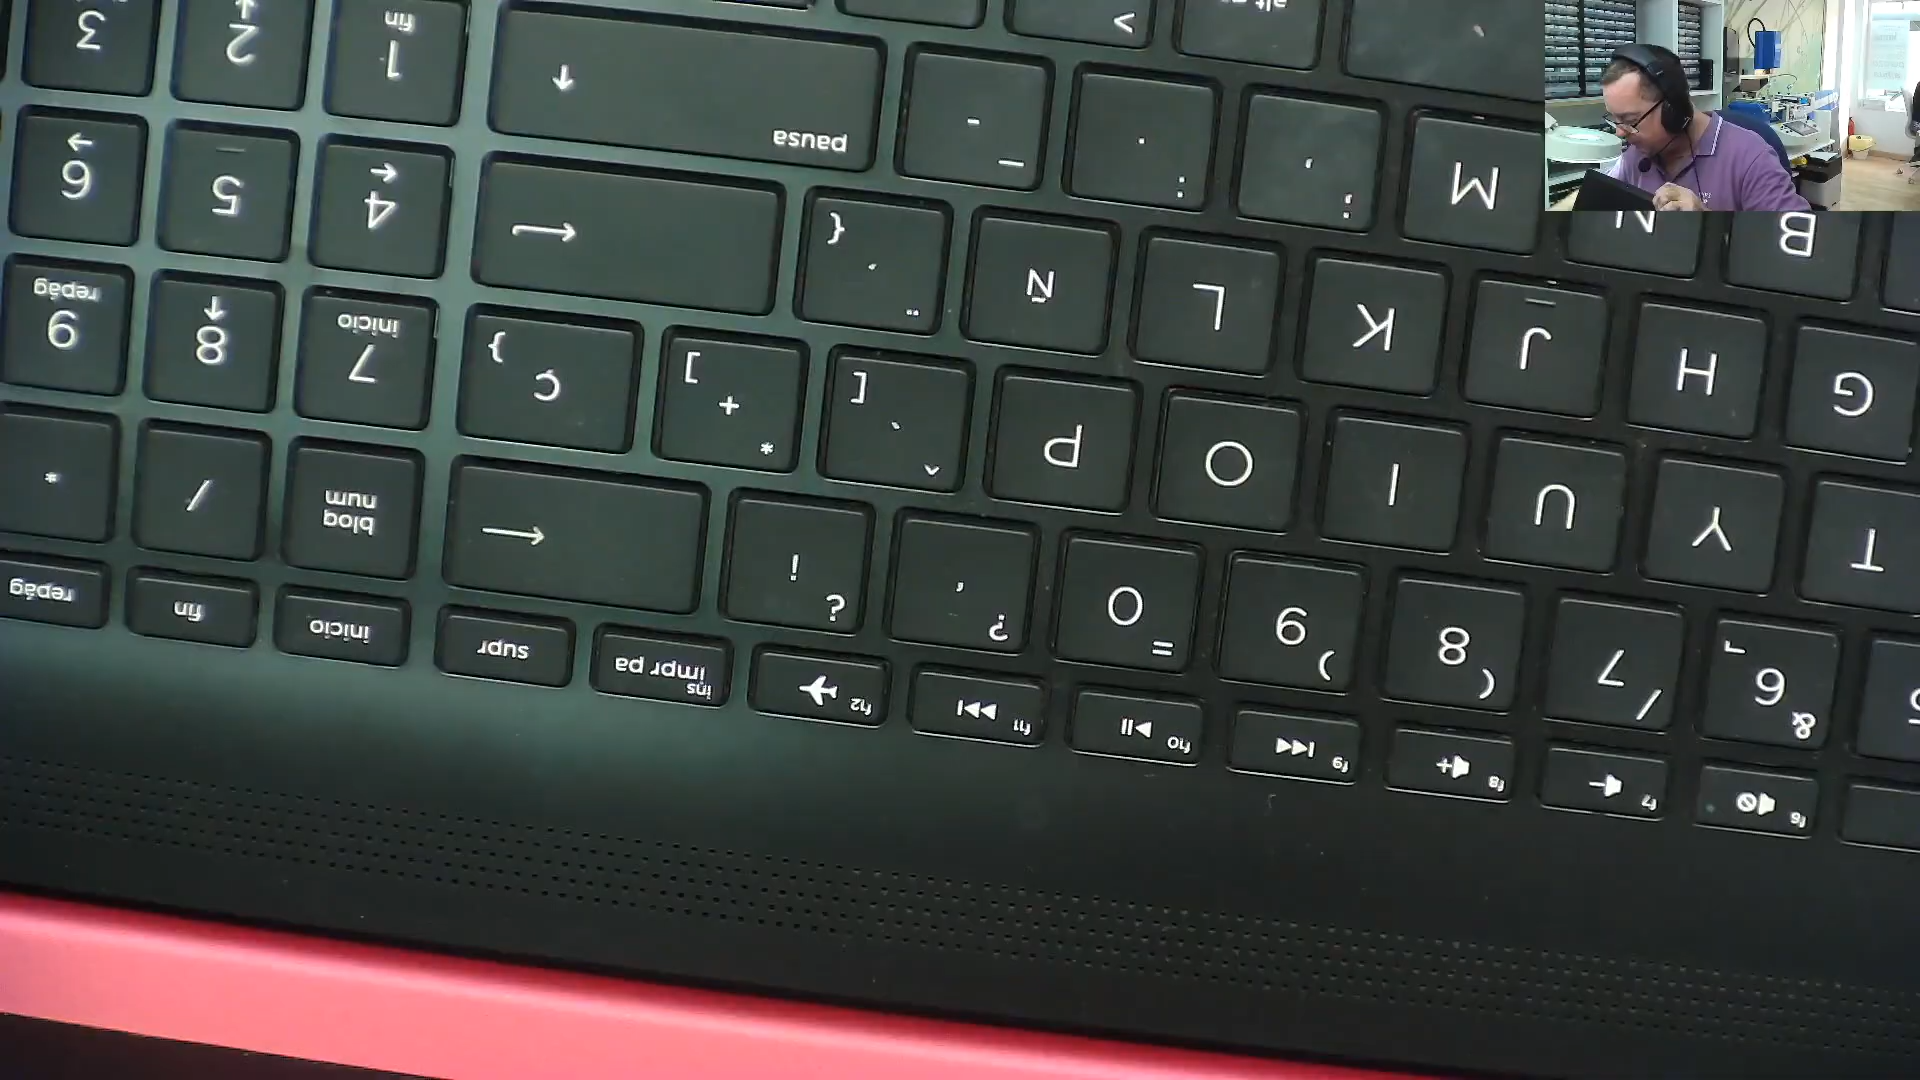 f6 f7 f8 f9 f10 f11 f12 ins impr pa supr inicio fin repág
& 6 ¬ / 7 ( 8 ) 9 = 0 ¿ ' ? ! bloq num / *
T Y U I O P ^ ` [ * + ] Ç } inicio 7 8 repág 9
G H J K L Ñ ¨ ´ { 4 5 6
B N M ; , : . _ - pausa fin 1 2 3
alt <